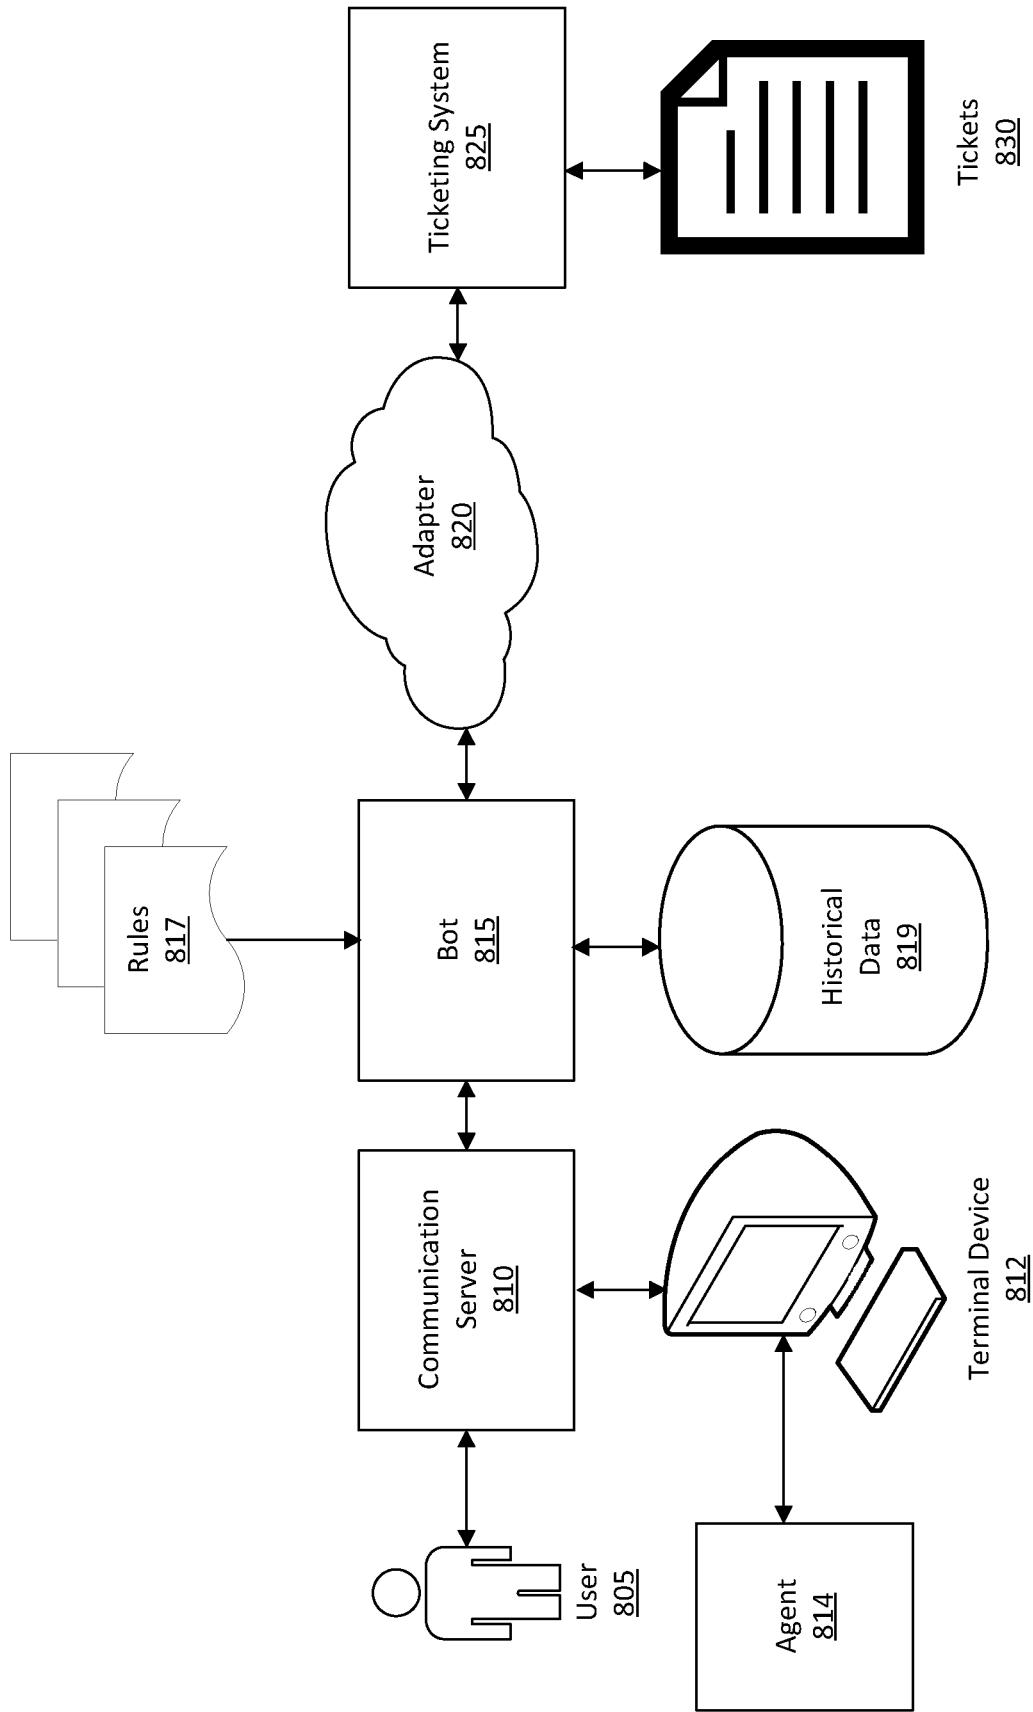 Rules
817
User
805
Communication
Server
810
Bot
815
Adapter
820
Ticketing System
825
Agent
814
Terminal Device
812
Historical
Data
819
Tickets
830